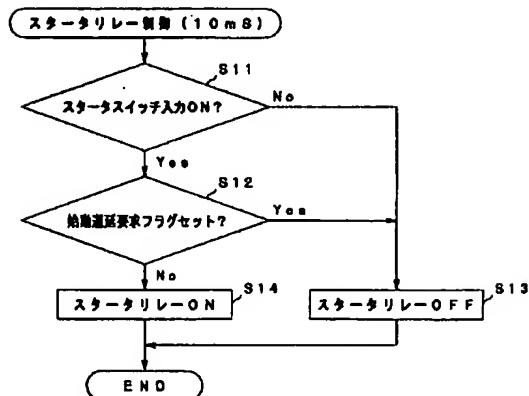 スタータリレー制御(10mS)
S11
スタータスイッチ入力ON?
No
Yes
S12
始動遅延要求フラグセット?
Yes
No
スタータリレーON
S14
スタータリレーOFF
S13
END